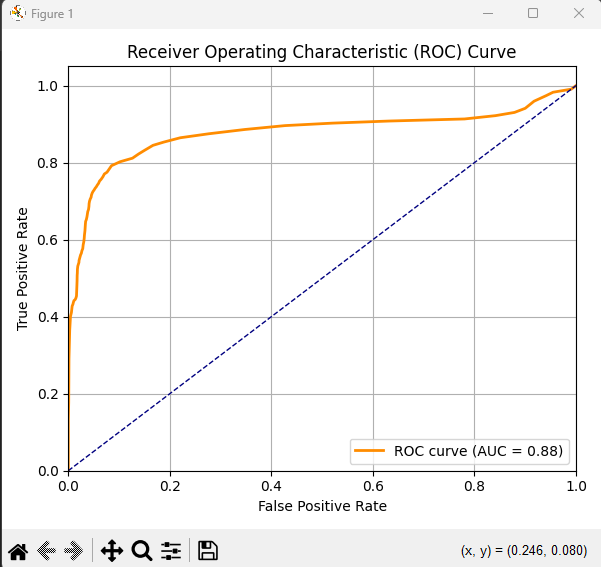 Figure 1
Receiver Operating Characteristic (ROC) Curve
1.0
0.8
0.6
0.4
0.2
0.0
True Positive Rate
ROC curve (AUC = 0.88)
0.0 0.2 0.4 0.6 0.8 1.0
False Positive Rate
(x, y) = (0.246, 0.080)